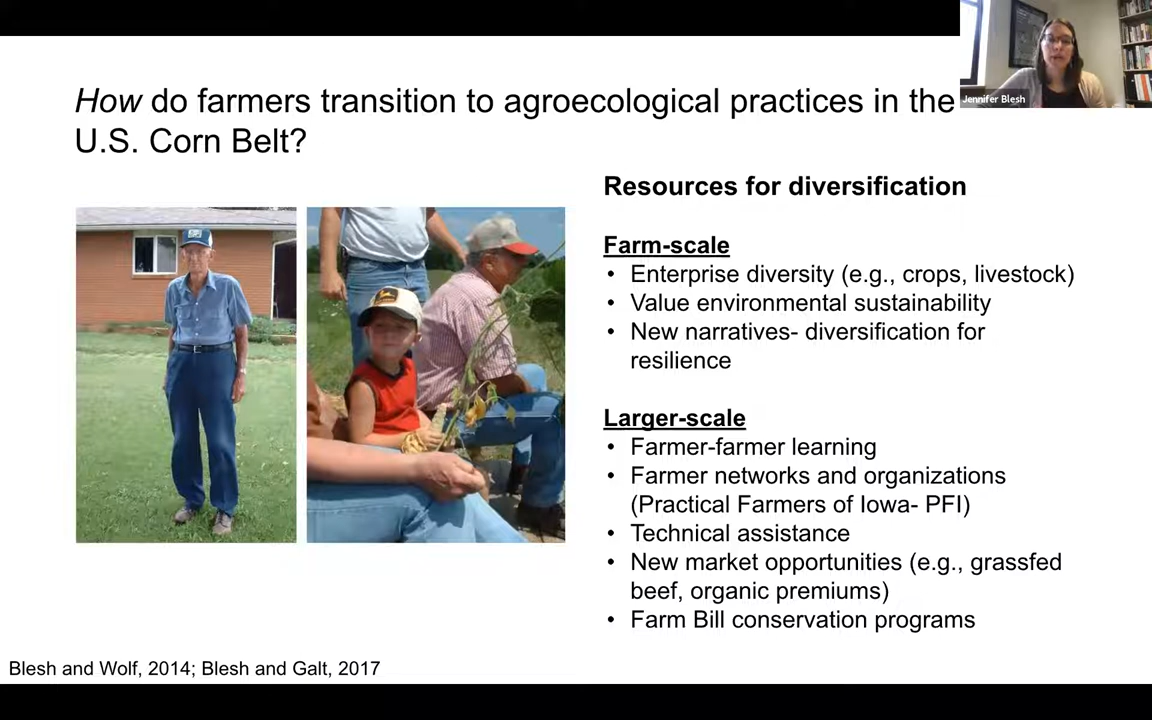 How do farmers transition to agroecological practices in the
U.S. Corn Belt?
Jennifer Blesh
Resources for diversification
Farm-scale
• Enterprise diversity (e.g., crops, livestock)
• Value environmental sustainability
• New narratives- diversification for
resilience
Larger-scale
• Farmer-farmer learning
• Farmer networks and organizations
(Practical Farmers of Iowa- PFI)
• Technical assistance
• New market opportunities (e.g., grassfed
beef, organic premiums)
• Farm Bill conservation programs
Blesh and Wolf, 2014; Blesh and Galt, 2017